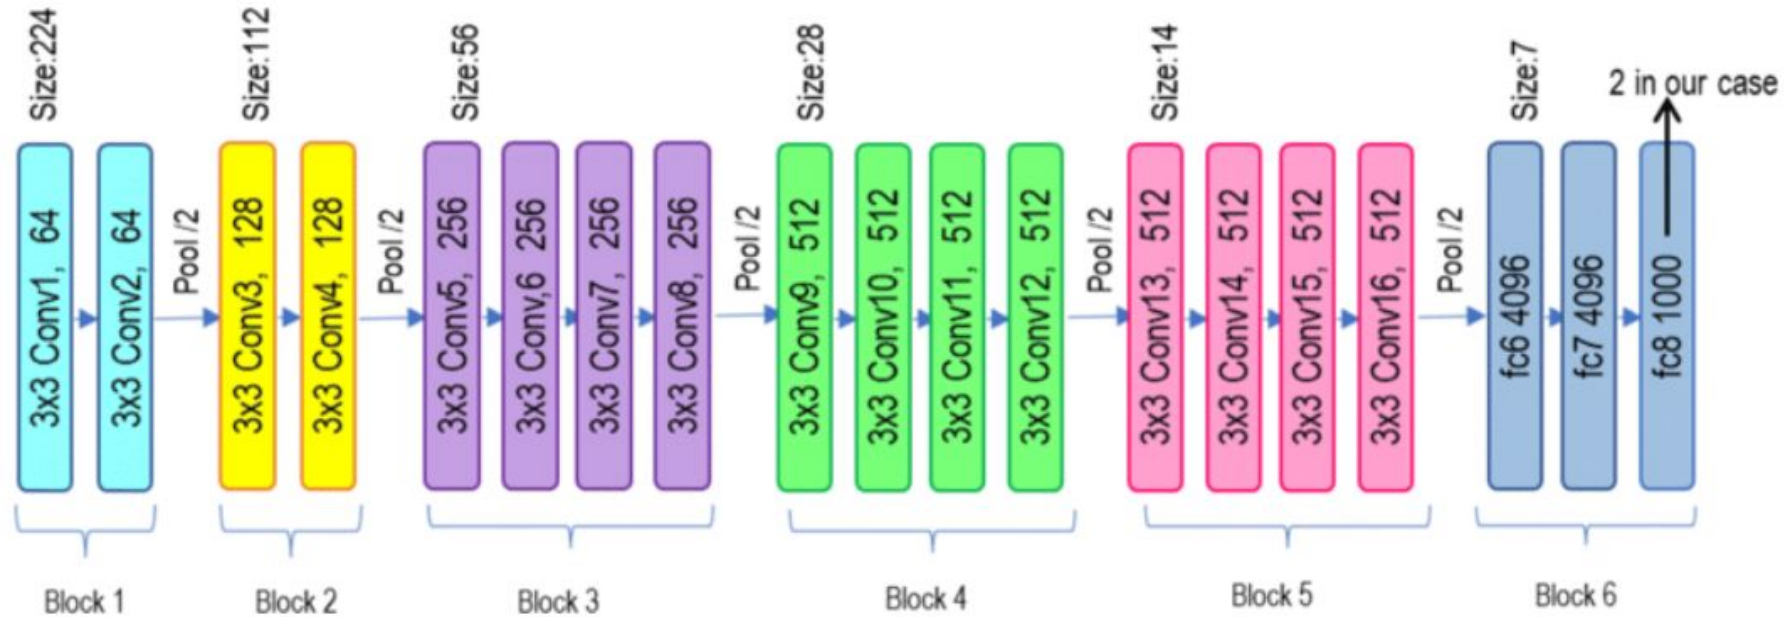 Size:224
3x3 Conv1, 64
3x3 Conv2, 64
Pool /2
Size:112
3x3 Conv3, 128
3x3 Conv4, 128
Pool /2
Size:56
3x3 Conv5, 256
3x3 Conv,6 256
3x3 Conv7, 256
3x3 Conv8, 256
Pool /2
Size:28
3x3 Conv9, 512
3x3 Conv10, 512
3x3 Conv11, 512
3x3 Conv12, 512
Pool /2
Size:14
3x3 Conv13, 512
3x3 Conv14, 512
3x3 Conv15, 512
3x3 Conv16, 512
Pool /2
Size:7
fc6 4096
fc7 4096
fc8 1000
2 in our case
Block 1
Block 2
Block 3
Block 4
Block 5
Block 6